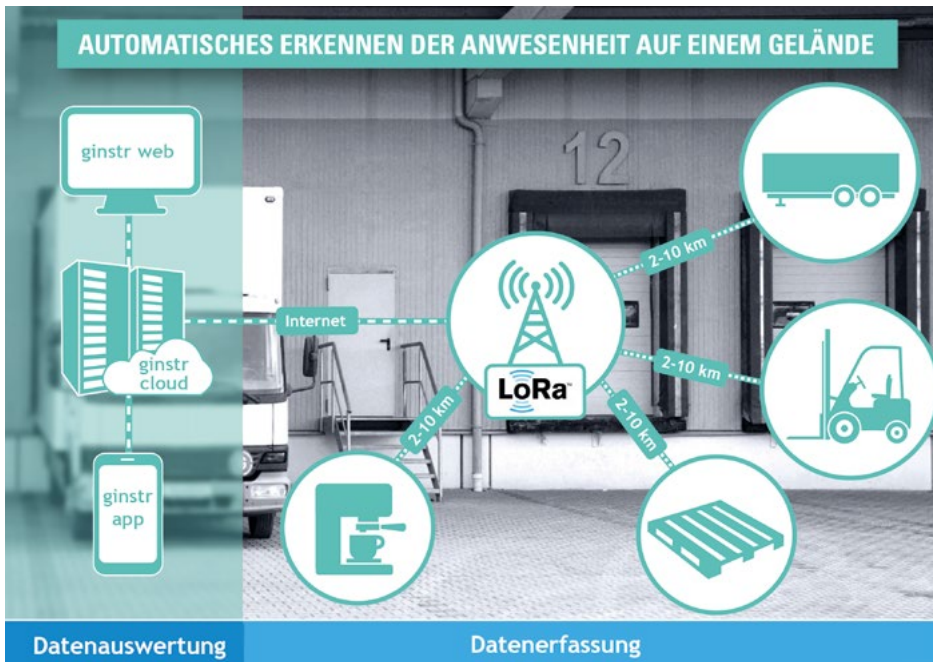 AUTOMATISCHES ERKENNEN DER ANWESENHEIT AUF EINEM GELÄNDE
ginstr web
12
2-10 km
Internet
ginstr
cloud
LoRa™
2-10 km
2-10 km
2-10 km
ginstr
app
Datenauswertung
Datenerfassung